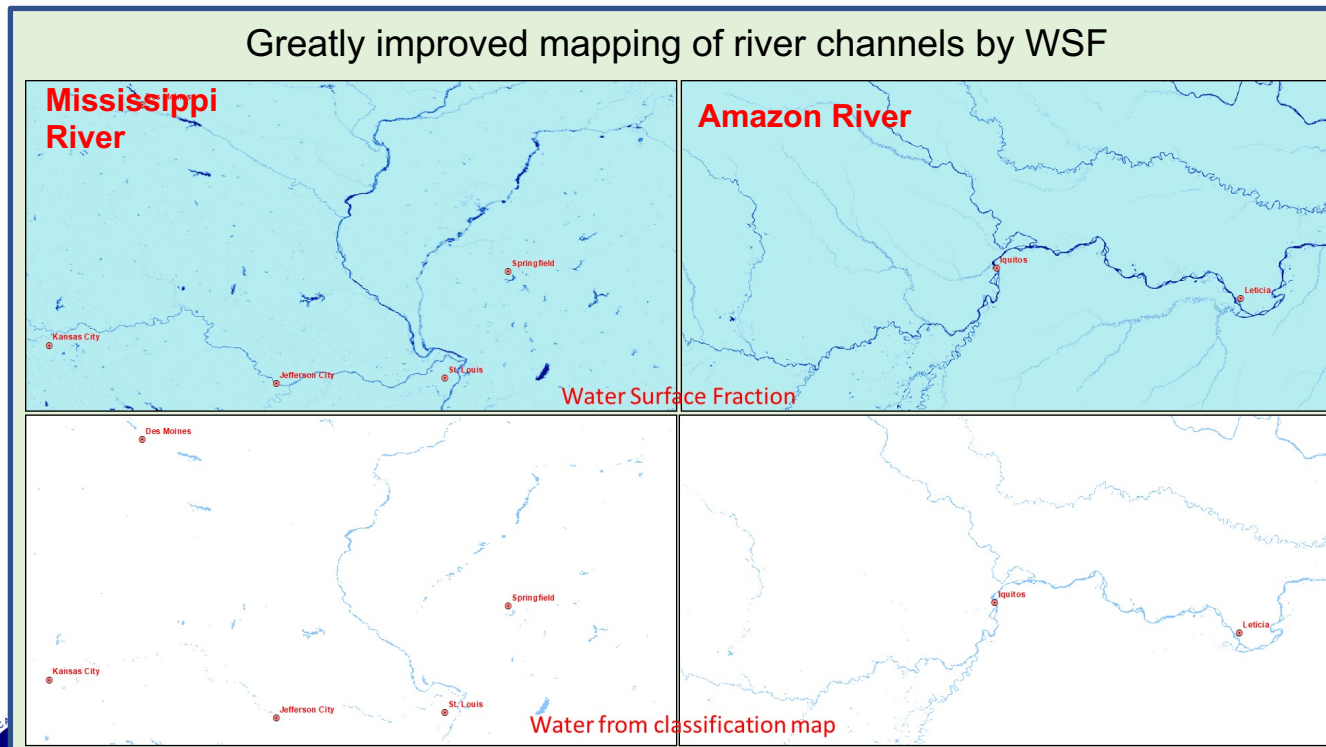 Greatly improved mapping of river channels by WSF
Mississippi
River
Des Moines
Springfield
Kansas City
Jefferson City
St. Louis
Amazon River
Iquitos
Leticia
Water Surface Fraction
Des Moines
Springfield
Kansas City
Jefferson City
St. Louis
Iquitos
Leticia
Water from classification map